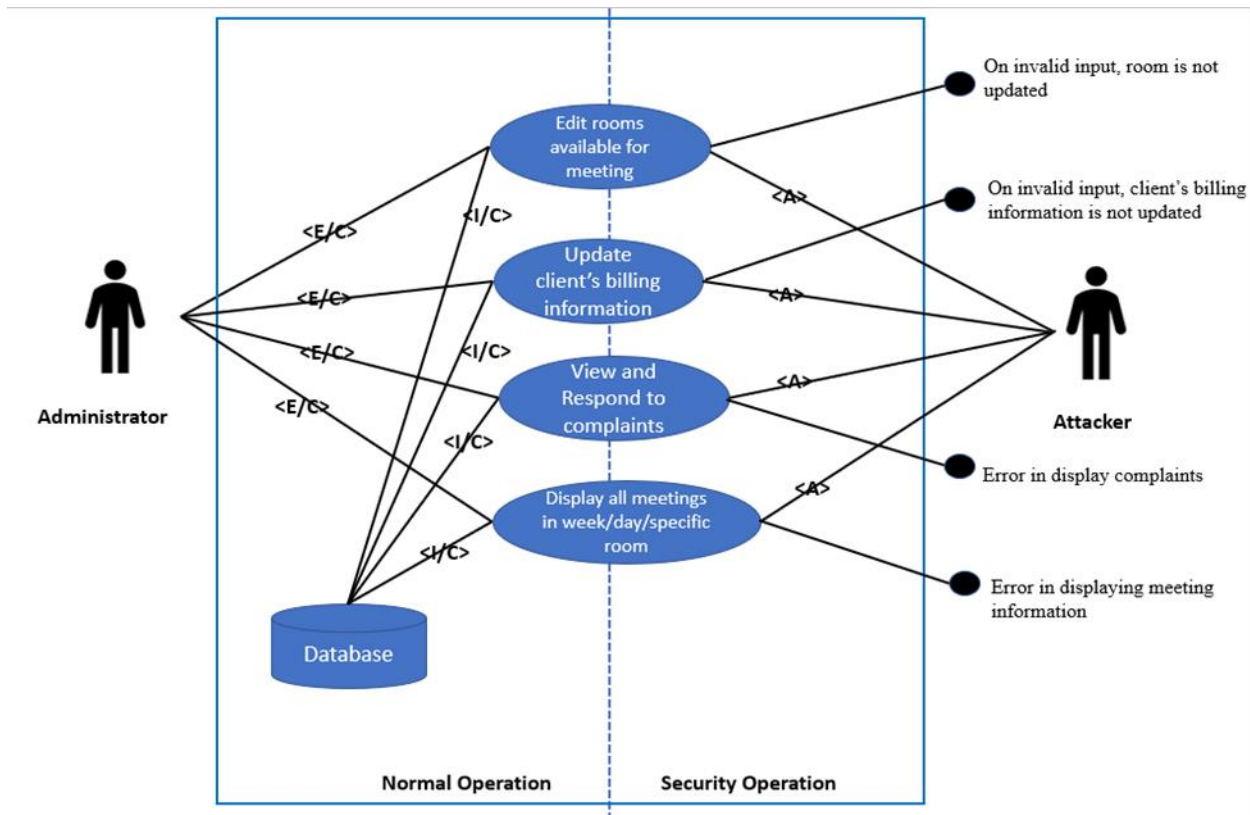 On invalid input, room is not
updated
Edit rooms
available for
meeting
<A>
On invalid input, client's billing
information is not updated
<I/C>
<E/C>
Update
client's billing
information
<E/C>
<A>
<I/C>
<E/C>
View and
Respond to
complaints
<A>
<E/C>
Administrator
Attacker
<I/C>
Error in display complaints
Display all meetings
in week/day/specific
room
<A>
<I/C>
Error in displaying meeting
information
Database
Normal Operation
Security Operation